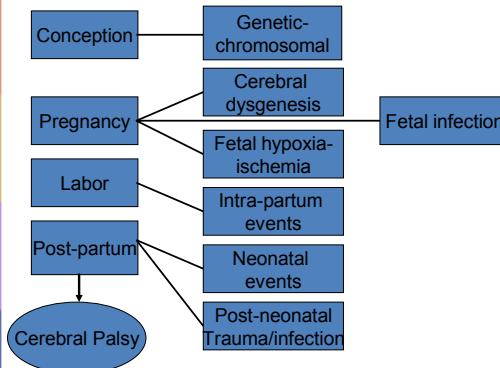 Conception
Genetic-
chromosomal
Cerebral
dysgenesis
Pregnancy
Fetal infection
Fetal hypoxia-
ischemia
Labor
Intra-partum
events
Post-partum
Neonatal
events
Post-neonatal
Trauma/infection
Cerebral Palsy